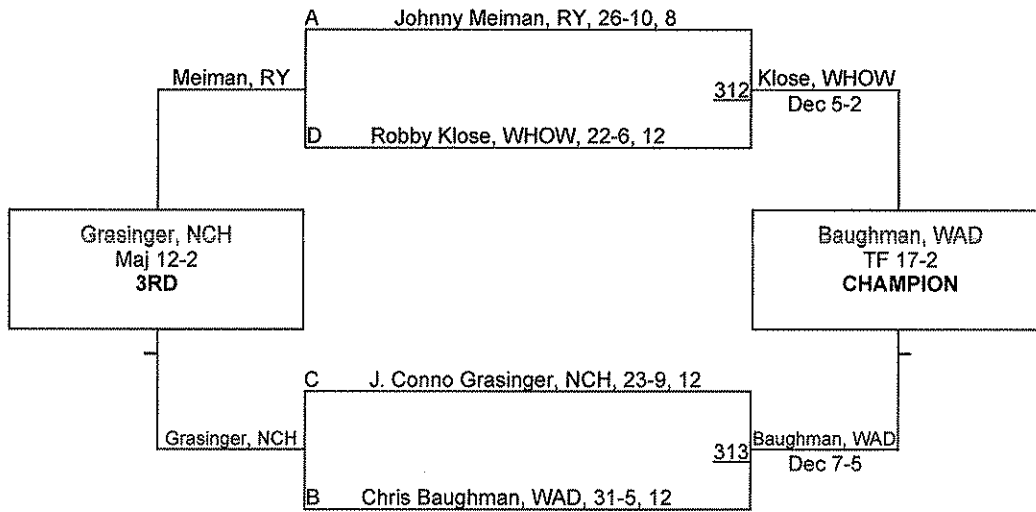 A Johnny Meiman, RY, 26-10, 8
Meiman, RY
312 Klose, WHOW
Dec 5-2
D Robby Klose, WHOW, 22-6, 12
Grasinger, NCH
Maj 12-2
3RD
Baughman, WAD
TF 17-2
CHAMPION
C J. Conno Grasinger, NCH, 23-9, 12
Grasinger, NCH
313 Baughman, WAD
Dec 7-5
B Chris Baughman, WAD, 31-5, 12